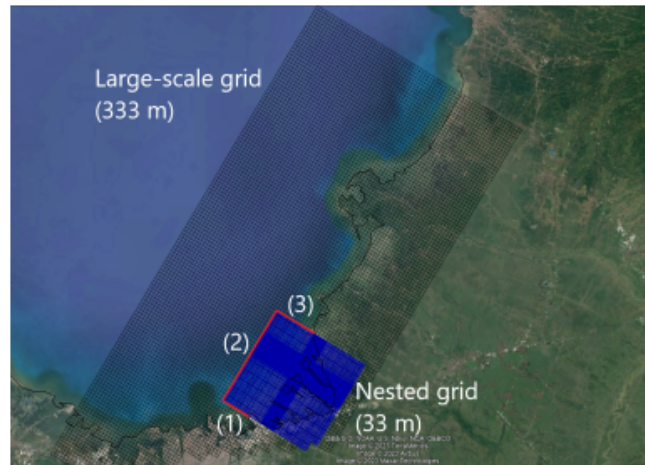 Large-scale grid
(333 m)
(3)
(2)
(1)
Nested grid
(33 m)